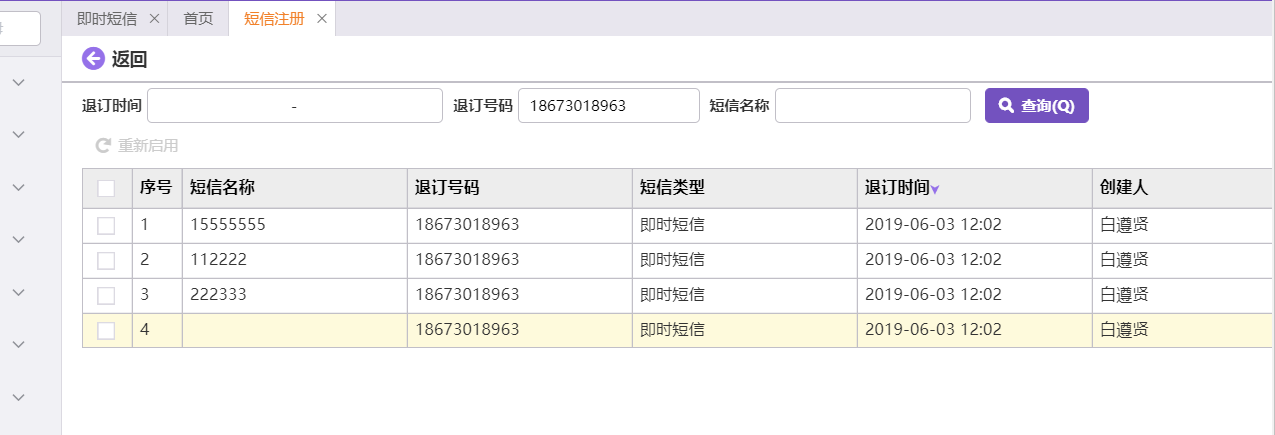 即时短信 首页 短信注册
返回
退订时间 - 退订号码 18673018963 短信名称 查询(Q)
重新启用
序号 短信名称 退订号码 短信类型 退订时间 创建人
1 15555555 18673018963 即时短信 2019-06-03 12:02 白遵贤
2 112222 18673018963 即时短信 2019-06-03 12:02 白遵贤
3 222333 18673018963 即时短信 2019-06-03 12:02 白遵贤
4 18673018963 即时短信 2019-06-03 12:02 白遵贤